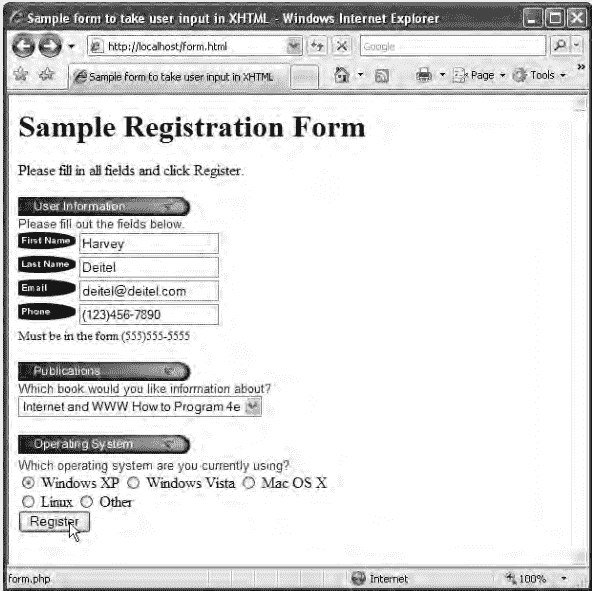 Sample form to take user input in XHTML - Windows Internet Explorer
http://localhost/form.html
Google
Sample form to take user input in XHTML
Page
Tools
»
Sample Registration Form
Please fill in all fields and click Register.
User Information
Please fill out the fields below.
First Name Harvey
Last Name Deitel
Email deitel@deitel.com
Phone (123)456-7890
Must be in the form (555)555-5555
Publications
Which book would you like information about?
Internet and WWW How to Program 4e
Operating System
Which operating system are you currently using?
Windows XP Windows Vista Mac OS X
Linux Other
Register
form.php Internet 100%